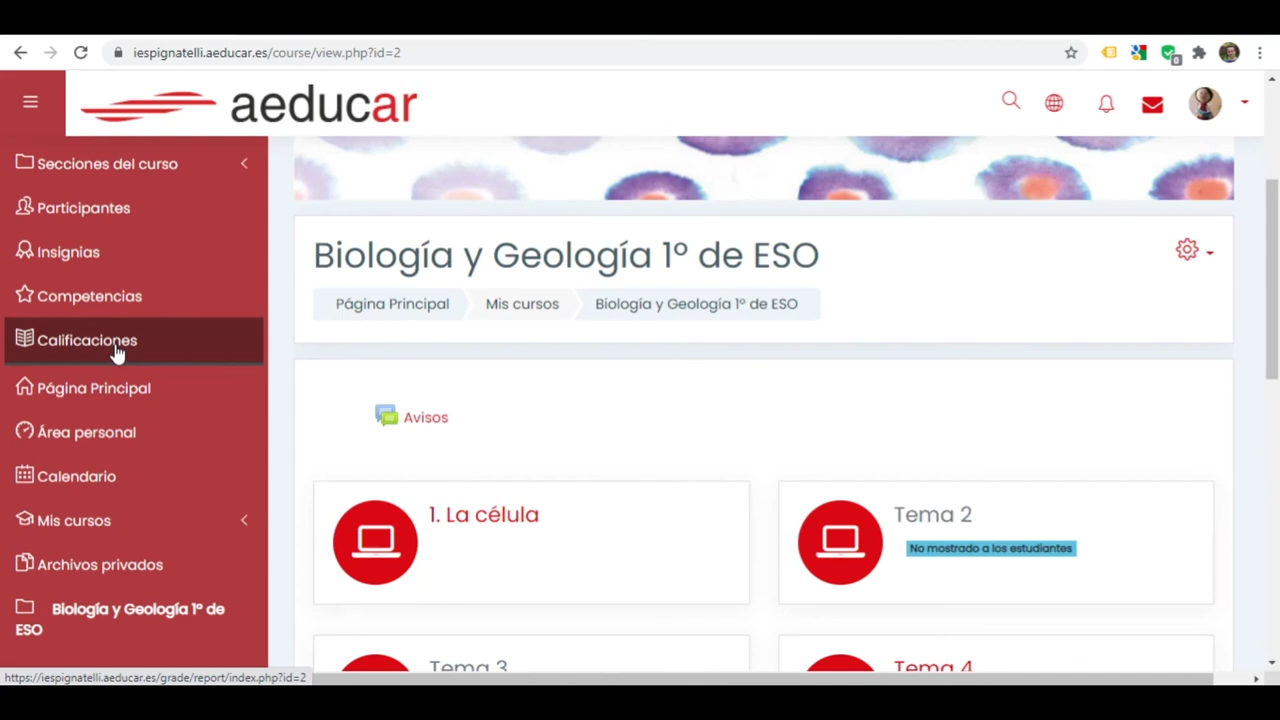 iespignatelli.aeducar.es/course/view.php?id=2
aeducar
Secciones del curso
Participantes
Insignias
Competencias
Calificaciones
Página Principal
Área personal
Calendario
Mis cursos
Archivos privados
Biología y Geología 1º de
ESO
Biología y Geología 1º de ESO
Página Principal
Mis cursos
Biología y Geología 1º de ESO
Avisos
1. La célula
Tema 2
No mostrado a los estudiantes
Tema 3
Tema 4
https://iespignatelli.aeducar.es/grade/report/index.php?id=2
0